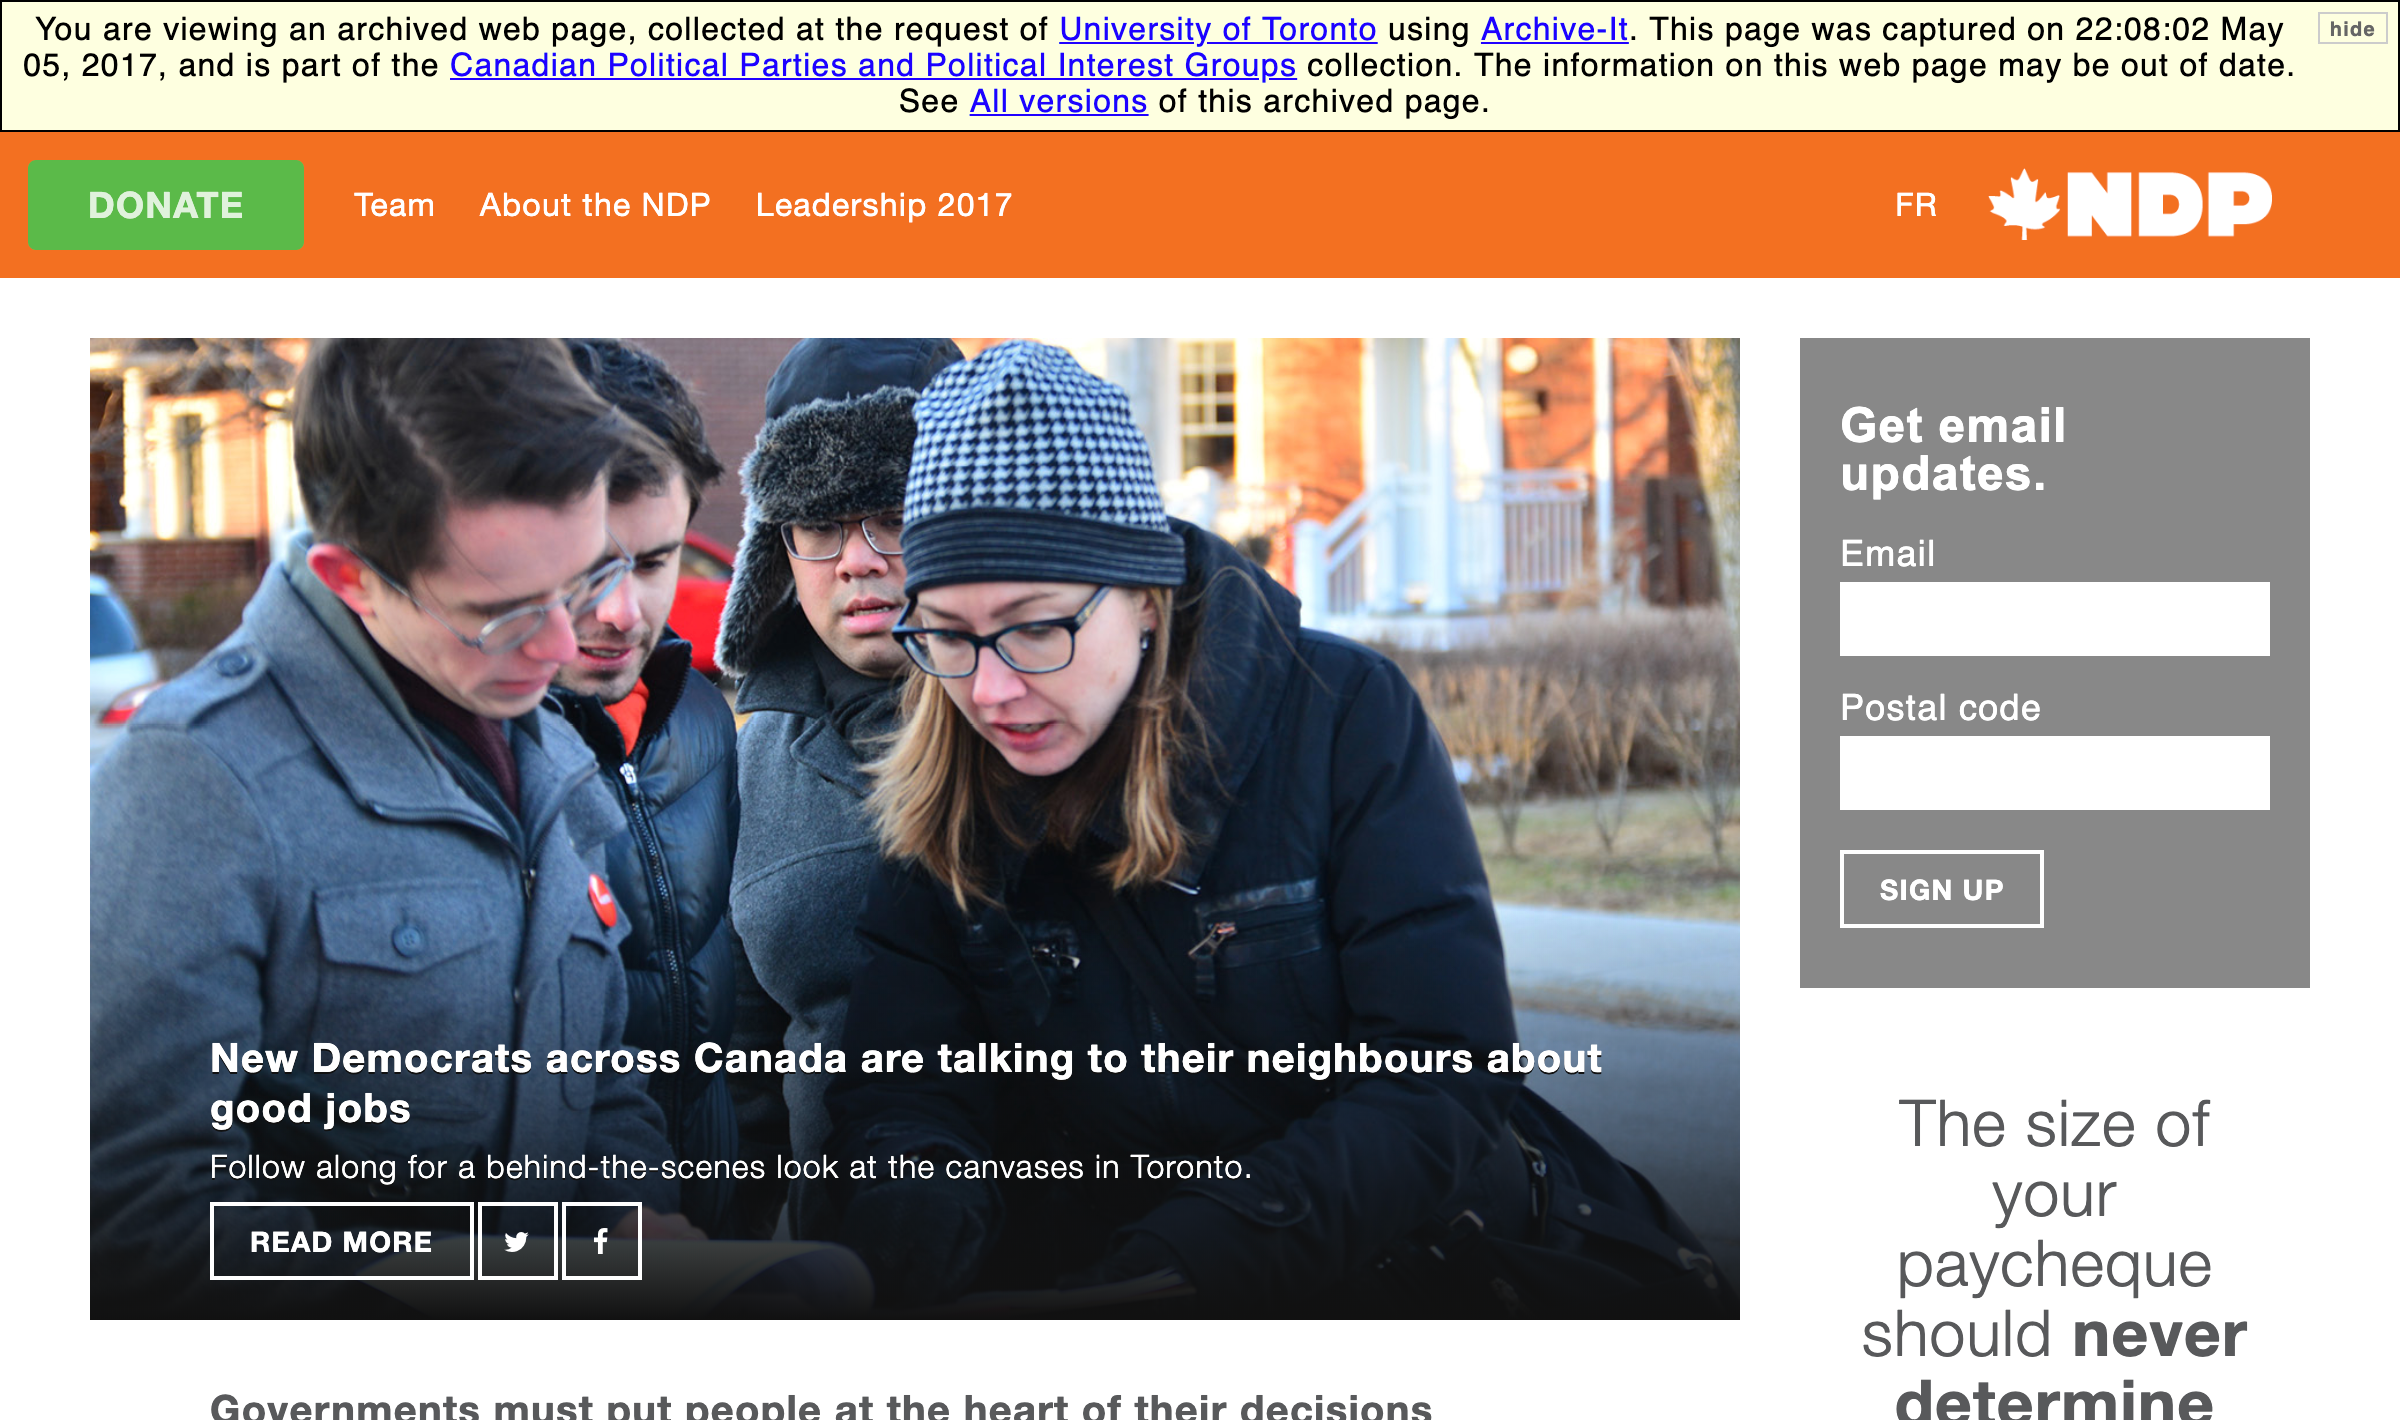 You are viewing an archived web page, collected at the request of University of Toronto using Archive-It. This page was captured on 22:08:02 May
05, 2017, and is part of the Canadian Political Parties and Political Interest Groups collection. The information on this web page may be out of date.
See All versions of this archived page.
hide
DONATE
Team
About the NDP
Leadership 2017
FR
NDP
New Democrats across Canada are talking to their neighbours about
good jobs
Follow along for a behind-the-scenes look at the canvases in Toronto.
READ MORE
Get email
updates.
Email
Postal code
SIGN UP
The size of
your
paycheque
should never
determine
Governments must put people at the heart of their decisions